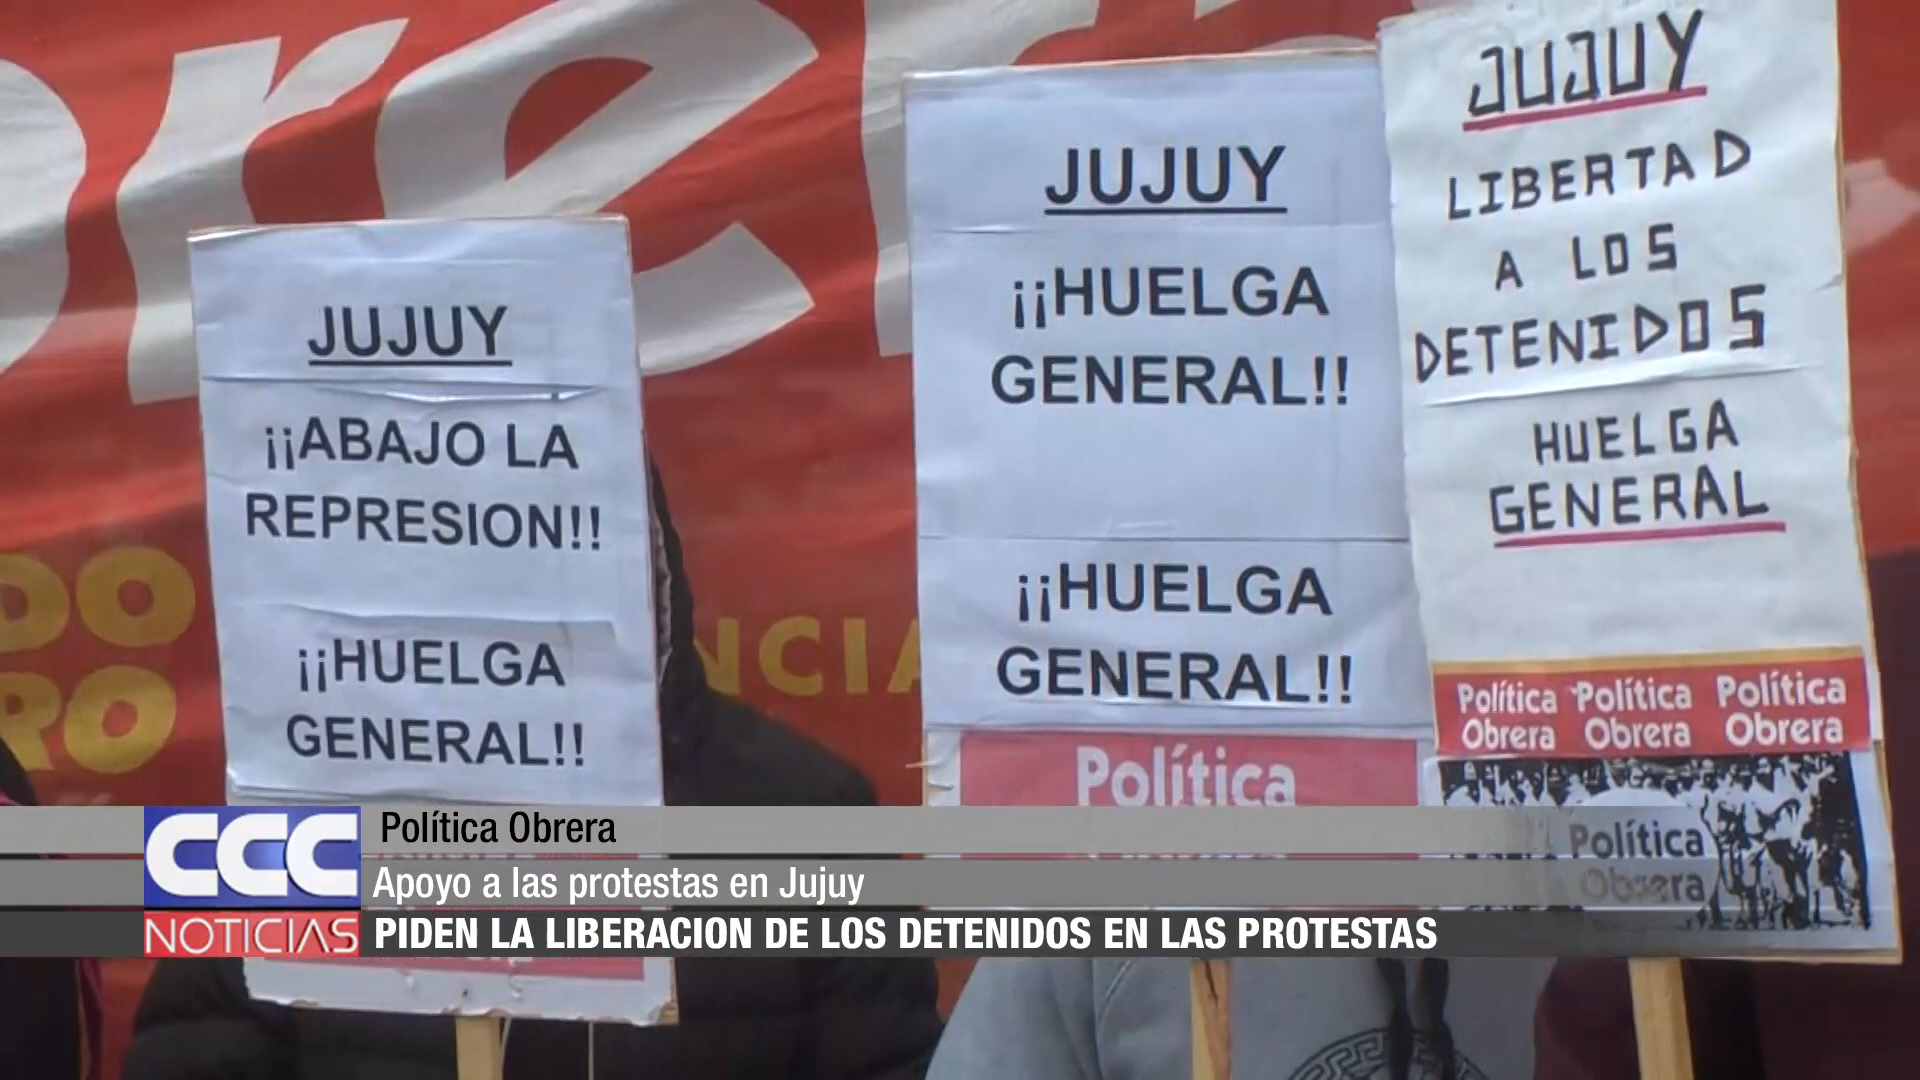 JUJUY
¡¡ABAJO LA
REPRESION!!
¡¡HUELGA
GENERAL!!
JUJUY
¡¡HUELGA
GENERAL!!
¡¡HUELGA
GENERAL!!
Política
JUJUY
LIBERTAD
A LOS
DETENIDOS
HUELGA
GENERAL
Política Política Política
Obrera Obrera Obrera
Política
Obrera
CCC
NOTICIAS
Política Obrera
Apoyo a las protestas en Jujuy
PIDEN LA LIBERACION DE LOS DETENIDOS EN LAS PROTESTAS